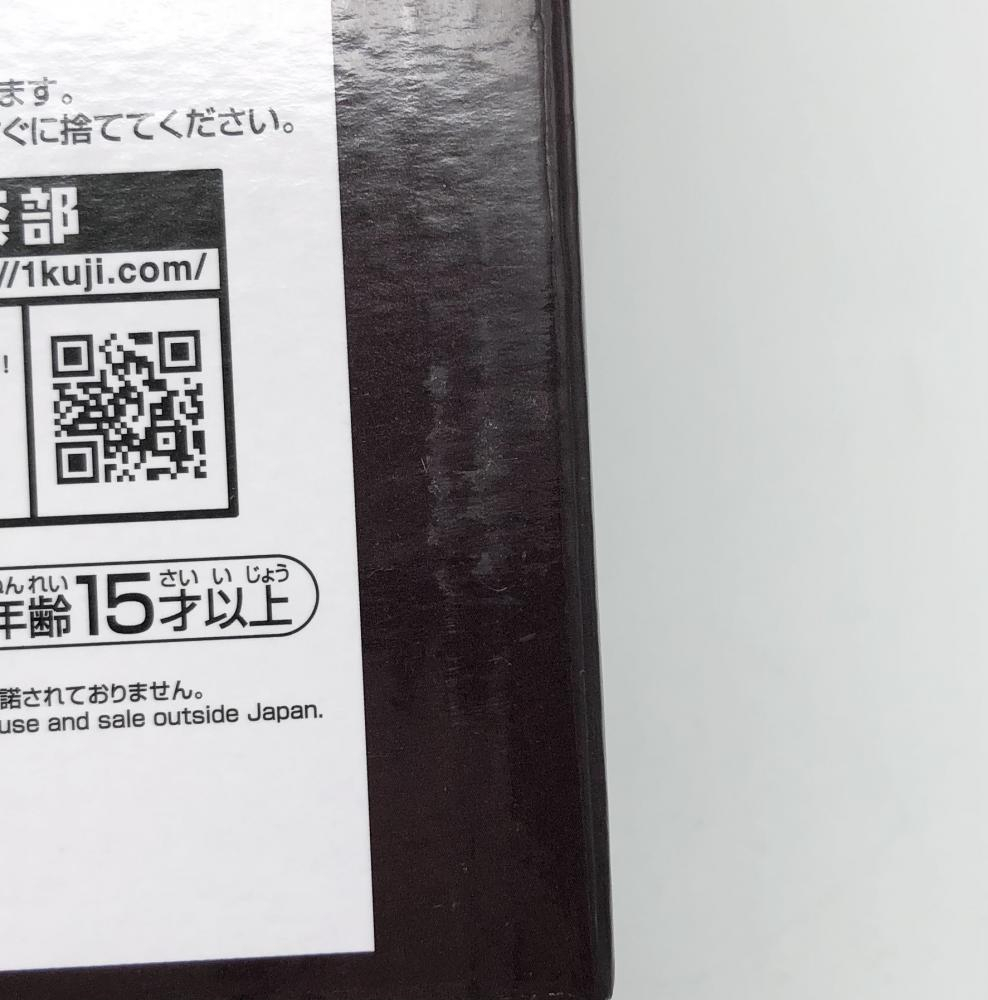 ます。
ぐに捨ててください。
部
//1kuji.com/
!
んれい さい い じょう
年齢15才以上
諾されておりません。
use and sale outside Japan.